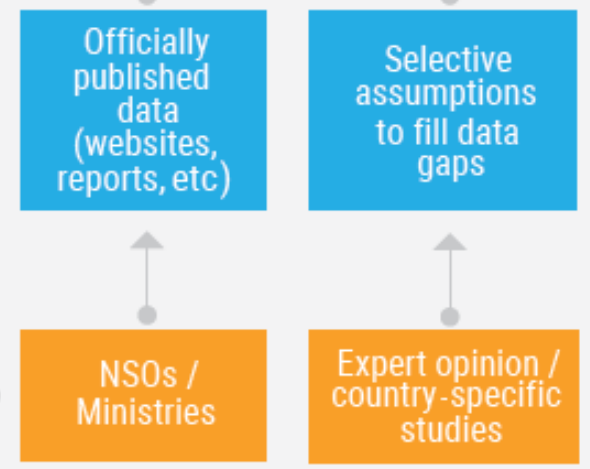 Officially
published
data
(websites,
reports, etc)
Selective
assumptions
to fill data
gaps
NSOs /
Ministries
Expert opinion /
country-specific
studies